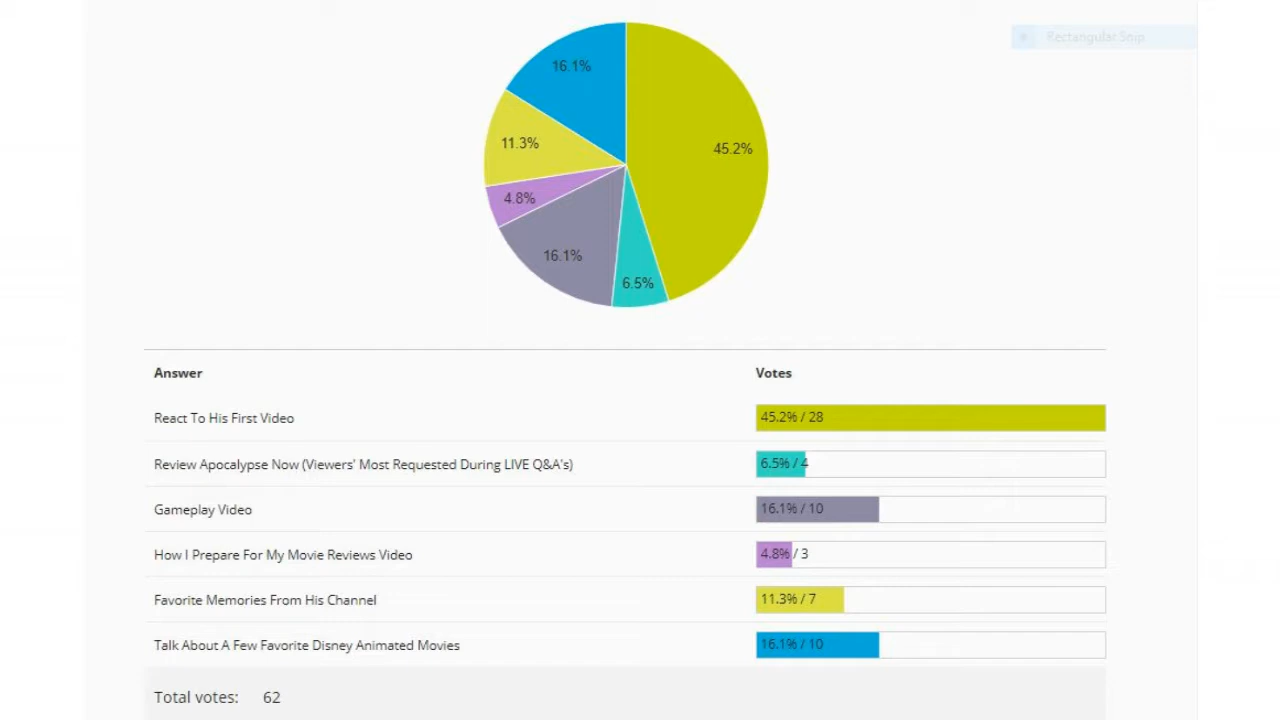 Rectangular Snip
16.1%
45.2%
11.3%
4.8%
16.1%
6.5%
Answer Votes
React To His First Video 45.2% / 28
Review Apocalypse Now (Viewers' Most Requested During LIVE Q&A's) 6.5% / 4
Gameplay Video 16.1% / 10
How I Prepare For My Movie Reviews Video 4.8% / 3
Favorite Memories From His Channel 11.3% / 7
Talk About A Few Favorite Disney Animated Movies 16.1% / 10
Total votes: 62